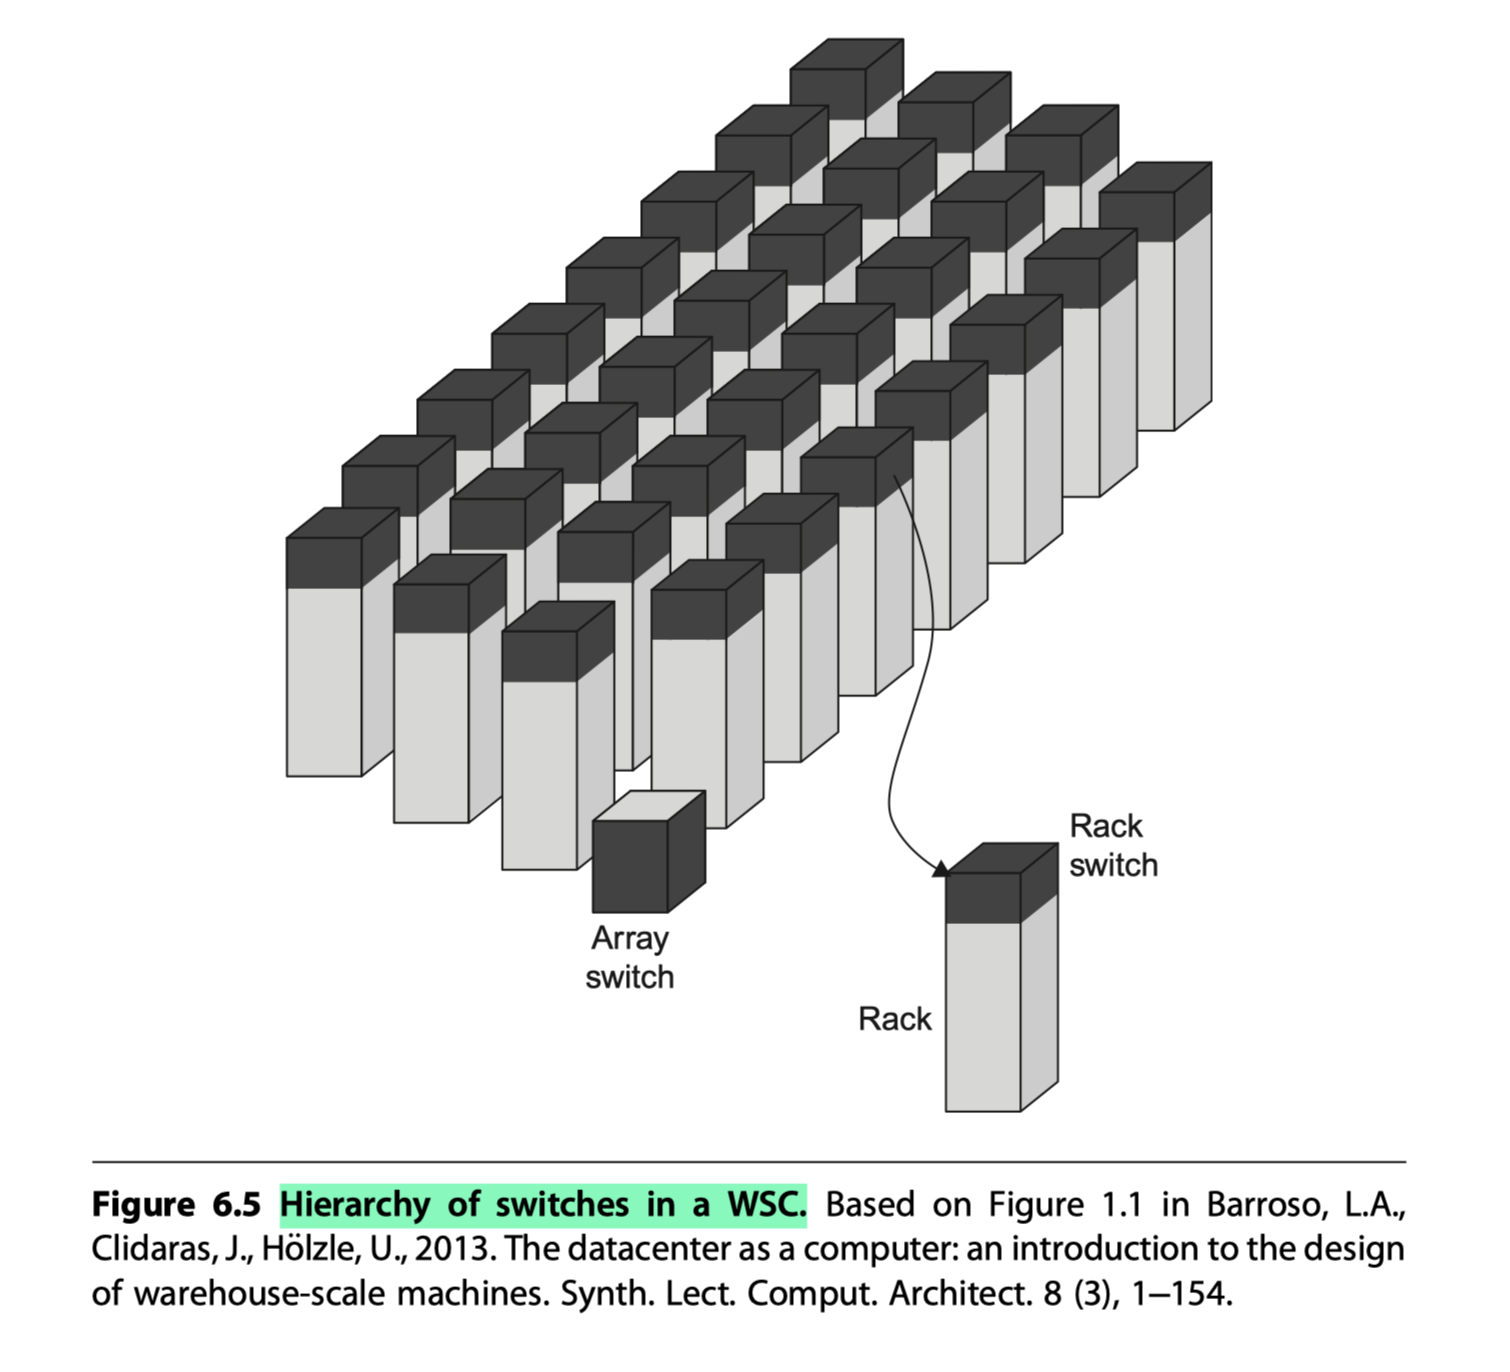 Rack
switch
Array
switch
Rack
Figure 6.5 Hierarchy of switches in a WSC. Based on Figure 1.1 in Barroso, L.A.,
Clidaras, J., Hölzle, U., 2013. The datacenter as a computer: an introduction to the design
of warehouse-scale machines. Synth. Lect. Comput. Architect. 8 (3), 1–154.